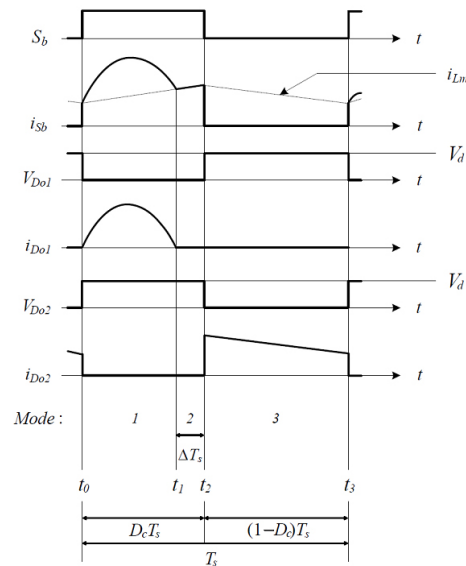 S_b
t
i_Lm
i_Sb
t
V_d
V_Do1
t
i_Do1
t
V_d
V_Do2
t
i_Do2
t
Mode : 1 2 3
ΔT_s
t_0 t_1 t_2 t_3
D_cT_s (1−D_c)T_s
T_s